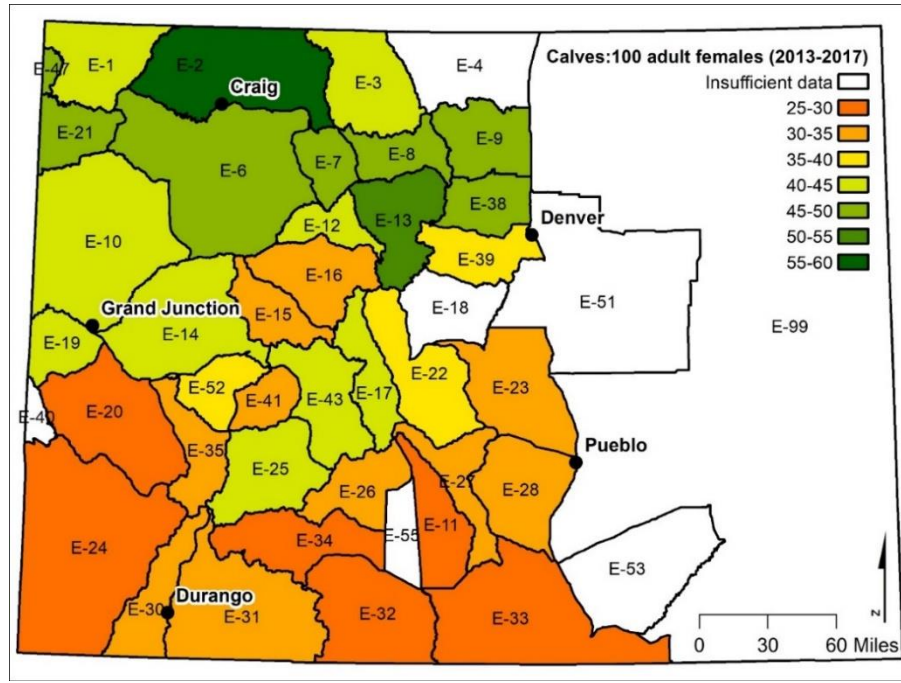 Calves:100 adult females (2013-2017)
Insufficient data
25-30
30-35
35-40
40-45
45-50
50-55
55-60
E-47
E-1
E-2
Craig
E-3
E-4
E-21
E-6
E-7
E-8
E-9
E-10
E-12
E-13
E-38
Denver
E-39
E-16
E-15
E-18
E-51
E-99
Grand Junction
E-14
E-19
E-52
E-41
E-43
E-17
E-22
E-23
E-40
E-20
E-35
E-25
E-26
E-27
E-28
Pueblo
E-24
E-34
E-55
E-11
E-53
E-30
Durango
E-31
E-32
E-33
N
0 30 60 Miles